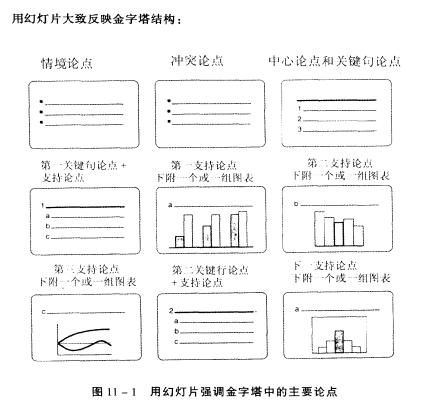 用幻灯片大致反映金字塔结构：
情境论点
冲突论点
中心论点和关键句论点
1
2
3
第一关键句论点+
支持论点
第一支持论点
下附一个或一组图表
第二支持论点
下附一个或一组图表
1
a
b
c
a
b
第三支持论点
下附一个或一组图表
第二关键行论点
+支持论点
下一支持论点
下附一个或一组图表
c
2
a
b
c
a
图 11-1 用幻灯片强调金字塔中的主要论点